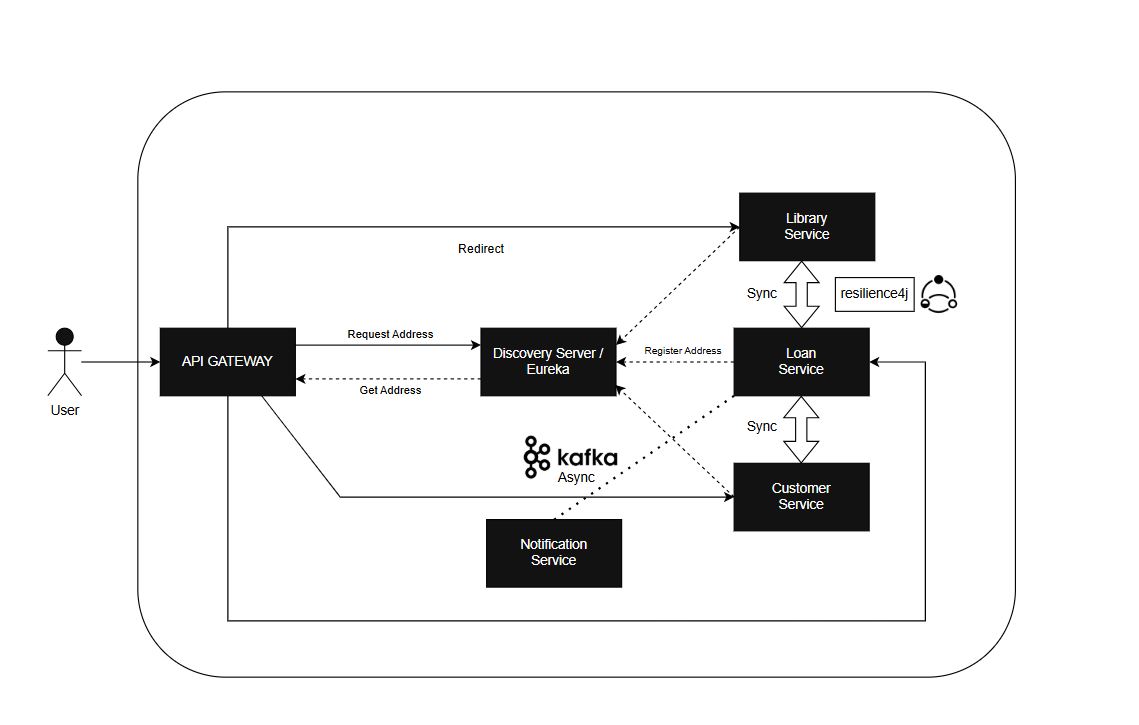 Library
Service
Redirect
Sync
resilience4j
Request Address
API GATEWAY
Discovery Server /
Eureka
Register Address
Loan
Service
Get Address
User
Sync
kafka
Async
Customer
Service
Notification
Service